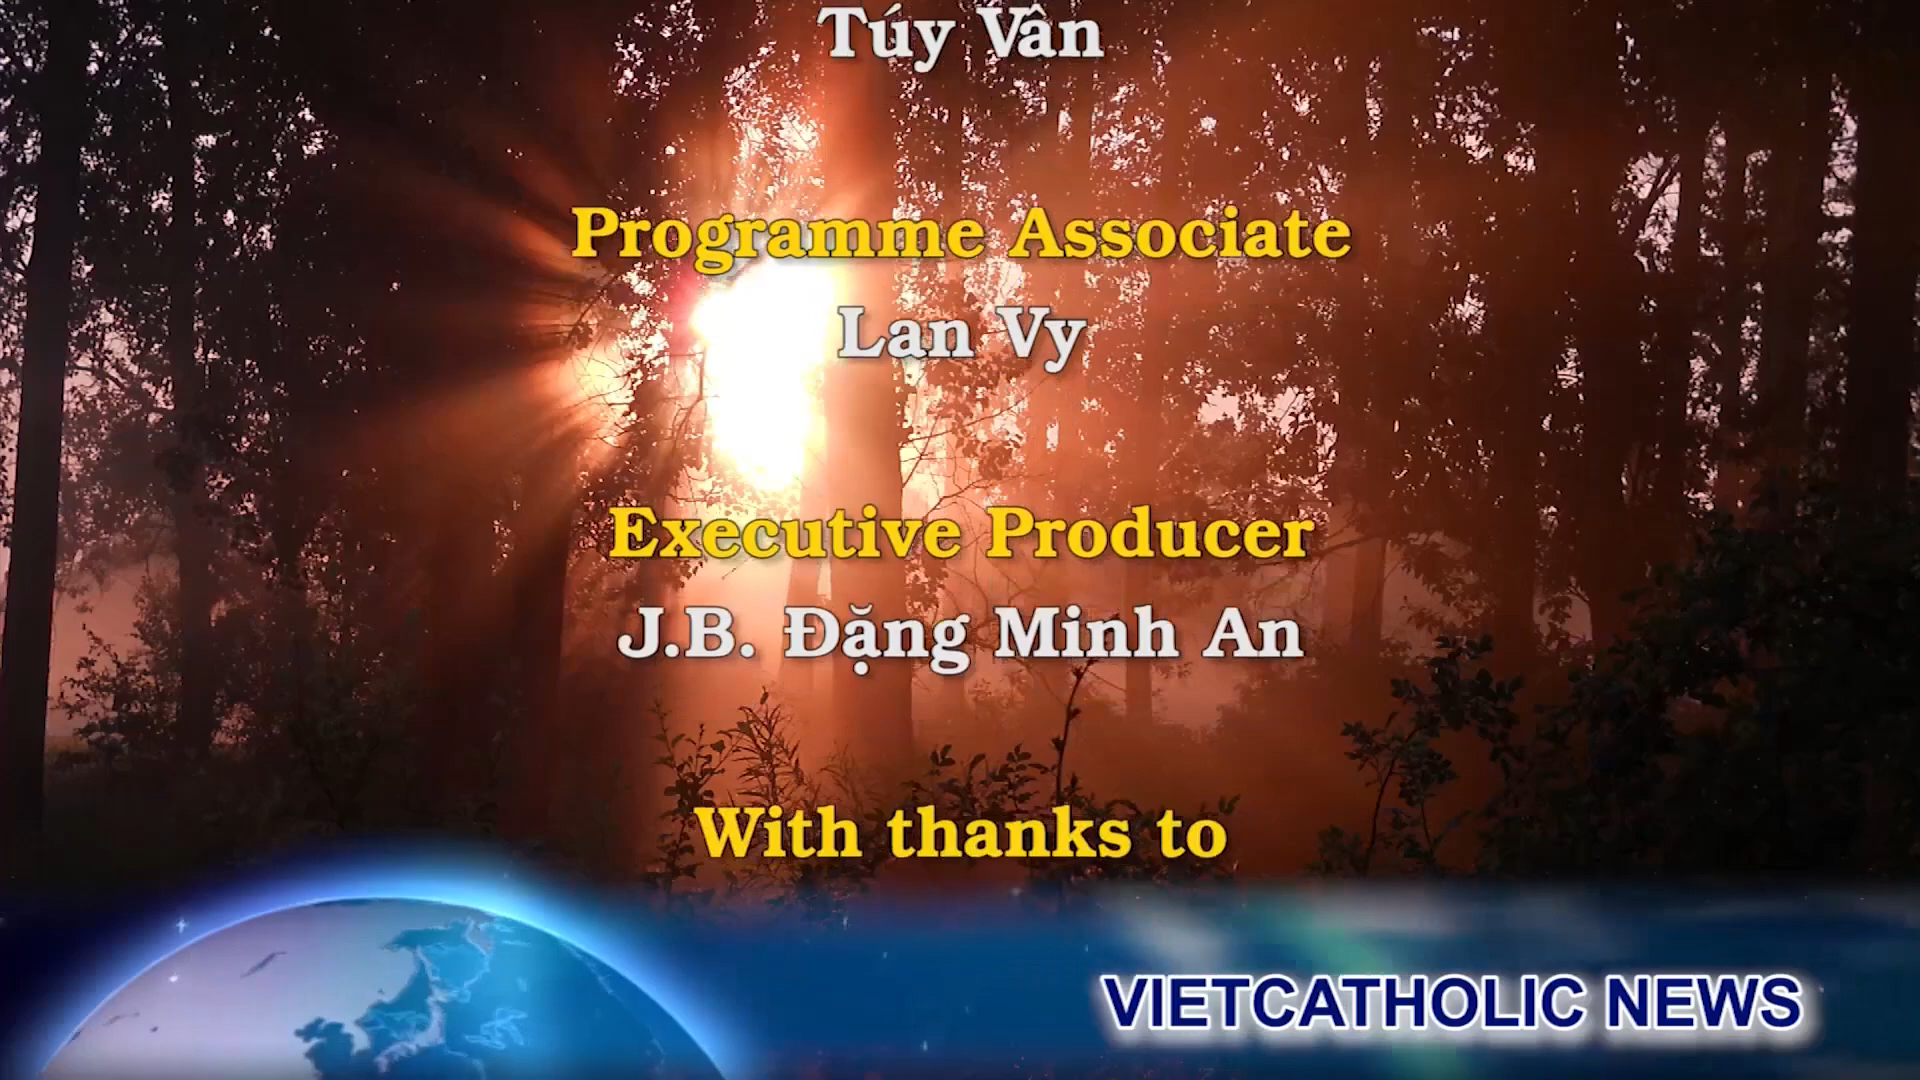 Túy Vân
Programme Associate
Lan Vy
Executive Producer
J.B. Đặng Minh An
With thanks to
VIETCATHOLIC NEWS